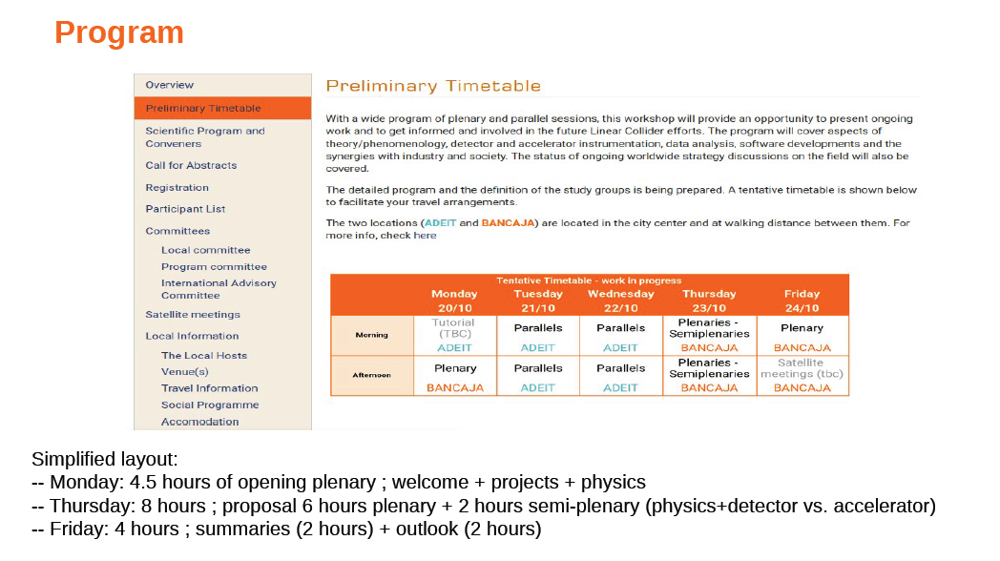 Program
Overview
Preliminary Timetable
Scientific Program and
Conveners
Call for Abstracts
Registration
Participant List
Committees
Local committee
Program committee
International Advisory
Committee
Satellite meetings
Local Information
The Local Hosts
Venue(s)
Travel Information
Social Programme
Accomodation
Preliminary Timetable
With a wide program of plenary and parallel sessions, this workshop will provide an opportunity to present ongoing
work and to get informed and involved in the future Linear Collider efforts. The program will cover aspects of
theory/phenomenology, detector and accelerator instrumentation, data analysis, software developments and the
synergies with industry and society. The status of ongoing worldwide strategy discussions on the field will also be
covered.
The detailed program and the definition of the study groups is being prepared. A tentative timetable is shown below
to facilitate your travel arrangements.
The two locations (ADEIT and BANCAJA) are located in the city center and at walking distance between them. For
more info, check here
Tentative Timetable - work in progress
Monday Tuesday Wednesday Thursday Friday
20/10 21/10 22/10 23/10 24/10
Morning
Tutorial
(TBC)
ADEIT
Parallels
ADEIT
Parallels
ADEIT
Plenaries -
Semiplenaries
BANCAJA
Plenary
BANCAJA
Afternoon
Plenary
BANCAJA
Parallels
ADEIT
Parallels
ADEIT
Plenaries -
Semiplenaries
BANCAJA
Satellite
meetings (tbc)
BANCAJA
Simplified layout:
-- Monday: 4.5 hours of opening plenary ; welcome + projects + physics
-- Thursday: 8 hours ; proposal 6 hours plenary + 2 hours semi-plenary (physics+detector vs. accelerator)
-- Friday: 4 hours ; summaries (2 hours) + outlook (2 hours)